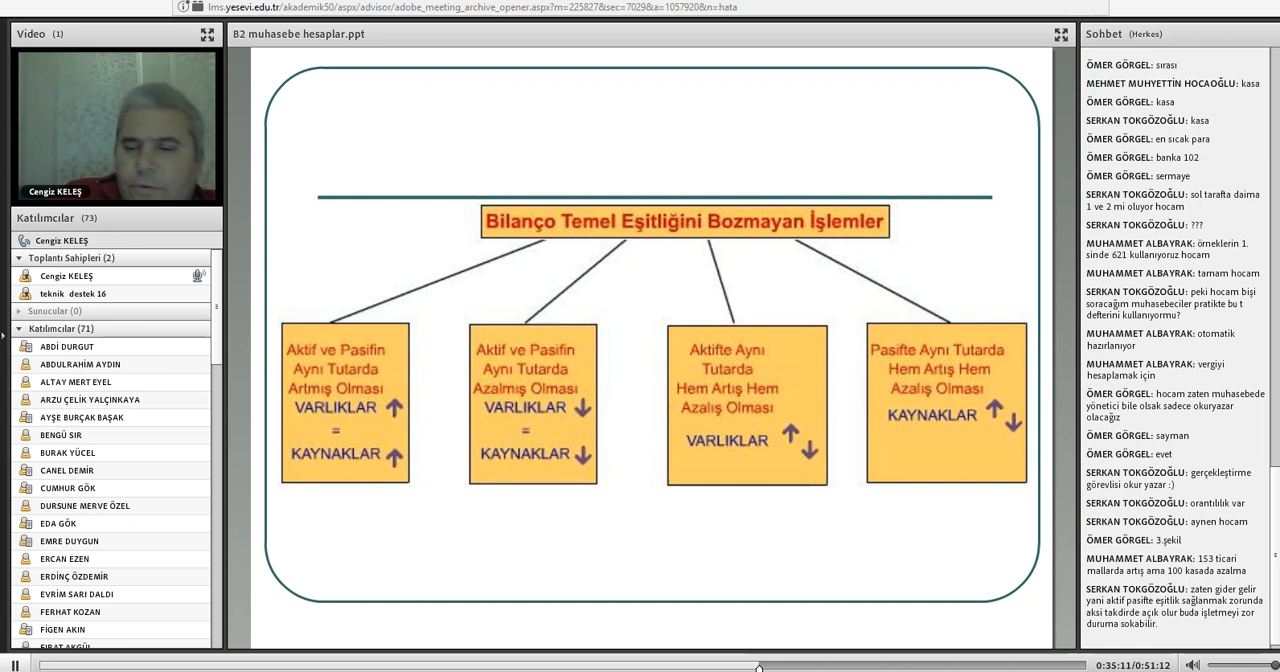 lms.yesevi.edu.tr/akademik50/aspx/advisor/adobe_meeting_archive_opener.aspx?m=225827&sec=7029&a=1057920&n=hata
Video (1)
Cengiz KELEŞ
Katılımcılar (73)
Cengiz KELEŞ
Toplantı Sahipleri (2)
Cengiz KELEŞ
teknik destek 16
Sunucular (0)
Katılımcılar (71)
ABDİ DURGUT
ABDULRAHİM AYDIN
ALTAY MERT EYEL
ARZU ÇELİK YALÇINKAYA
AYŞE BURÇAK BAŞAK
BENGÜ SIR
BURAK YÜCEL
CANEL DEMİR
CUMHUR GÖK
DURSUNE MERVE ÖZEL
EDA GÖK
EMRE DUYGUN
ERCAN EZEN
ERDİNÇ ÖZDEMİR
EVRİM SARI DALDI
FERHAT KOZAN
FİGEN AKIN
FIRAT AKGÜL
B2 muhasebe hesaplar.ppt
Bilanço Temel Eşitliğini Bozmayan İşlemler
Aktif ve Pasifin
Aynı Tutarda
Artmış Olması
VARLIKLAR ↑
=
KAYNAKLAR ↑
Aktif ve Pasifin
Aynı Tutarda
Azalmış Olması
VARLIKLAR ↓
=
KAYNAKLAR ↓
Aktifte Aynı
Tutarda
Hem Artış Hem
Azalış Olması
VARLIKLAR ↑↓
Pasifte Aynı Tutarda
Hem Artış Hem
Azalış Olması
KAYNAKLAR ↑↓
Sohbet (Herkes)
ÖMER GÖRGEL: sırası
MEHMET MUHYETTİN HOCAOĞLU: kasa
ÖMER GÖRGEL: kasa
SERKAN TOKGÖZOĞLU: kasa
ÖMER GÖRGEL: en sıcak para
ÖMER GÖRGEL: banka 102
ÖMER GÖRGEL: sermaye
SERKAN TOKGÖZOĞLU: sol tarafta daima
1 ve 2 mi oluyor hocam
SERKAN TOKGÖZOĞLU: ???
MUHAMMET ALBAYRAK: örneklerin 1.
sinde 621 kullanıyoruz hocam
MUHAMMET ALBAYRAK: tamam hocam
SERKAN TOKGÖZOĞLU: peki hocam bişi
soracağım muhasebeciler pratikte bu t
defterini kullanıyormu?
MUHAMMET ALBAYRAK: otomatik
hazırlanıyor
MUHAMMET ALBAYRAK: vergiyi
hesaplamak için
ÖMER GÖRGEL: hocam zaten muhasebede
yönetici bile olsak sadece okuryazar
olacağız
ÖMER GÖRGEL: sayman
ÖMER GÖRGEL: evet
SERKAN TOKGÖZOĞLU: gerçekleştirme
görevlisi okur yazar :)
SERKAN TOKGÖZOĞLU: orantılılık var
SERKAN TOKGÖZOĞLU: aynen hocam
ÖMER GÖRGEL: 3.şekil
MUHAMMET ALBAYRAK: 153 ticari
mallarda artış ama 100 kasada azalma
SERKAN TOKGÖZOĞLU: zaten gider gelir
yani aktif pasifte eşitlik sağlanmak zorunda
aksi takdirde açık olur buda işletmeyi zor
duruma sokabilir.
0:35:11/0:51:12